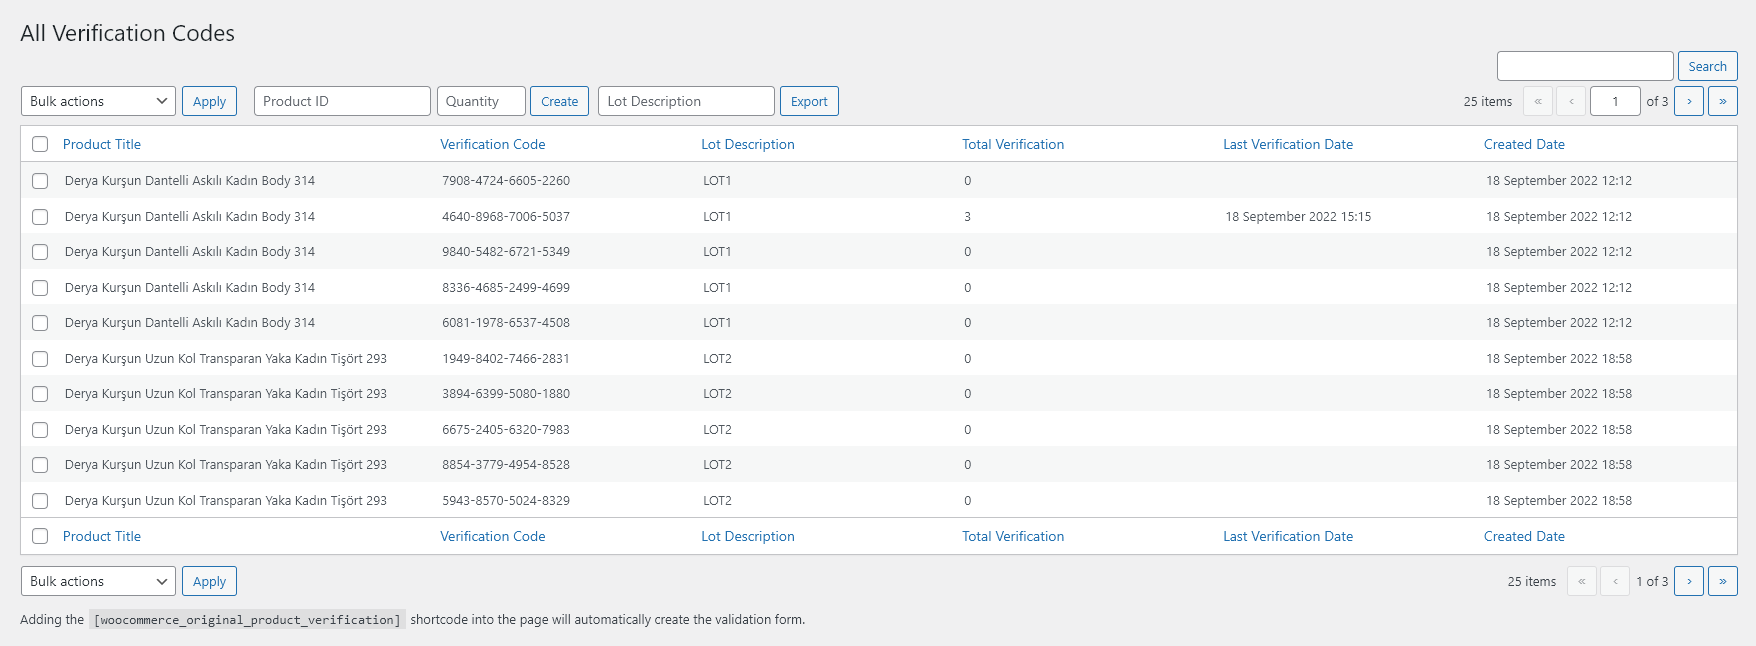 All Verification Codes
Search
Bulk actions Apply Product ID Quantity Create Lot Description Export 25 items « ‹ 1 of 3 › »
Product Title Verification Code Lot Description Total Verification Last Verification Date Created Date
Derya Kurşun Dantelli Askılı Kadın Body 314 7908-4724-6605-2260 LOT1 0 18 September 2022 12:12
Derya Kurşun Dantelli Askılı Kadın Body 314 4640-8968-7006-5037 LOT1 3 18 September 2022 15:15 18 September 2022 12:12
Derya Kurşun Dantelli Askılı Kadın Body 314 9840-5482-6721-5349 LOT1 0 18 September 2022 12:12
Derya Kurşun Dantelli Askılı Kadın Body 314 8336-4685-2499-4699 LOT1 0 18 September 2022 12:12
Derya Kurşun Dantelli Askılı Kadın Body 314 6081-1978-6537-4508 LOT1 0 18 September 2022 12:12
Derya Kurşun Uzun Kol Transparan Yaka Kadın Tişört 293 1949-8402-7466-2831 LOT2 0 18 September 2022 18:58
Derya Kurşun Uzun Kol Transparan Yaka Kadın Tişört 293 3894-6399-5080-1880 LOT2 0 18 September 2022 18:58
Derya Kurşun Uzun Kol Transparan Yaka Kadın Tişört 293 6675-2405-6320-7983 LOT2 0 18 September 2022 18:58
Derya Kurşun Uzun Kol Transparan Yaka Kadın Tişört 293 8854-3779-4954-8528 LOT2 0 18 September 2022 18:58
Derya Kurşun Uzun Kol Transparan Yaka Kadın Tişört 293 5943-8570-5024-8329 LOT2 0 18 September 2022 18:58
Product Title Verification Code Lot Description Total Verification Last Verification Date Created Date
Bulk actions Apply 25 items « ‹ 1 of 3 › »
Adding the [woocommerce_original_product_verification] shortcode into the page will automatically create the validation form.